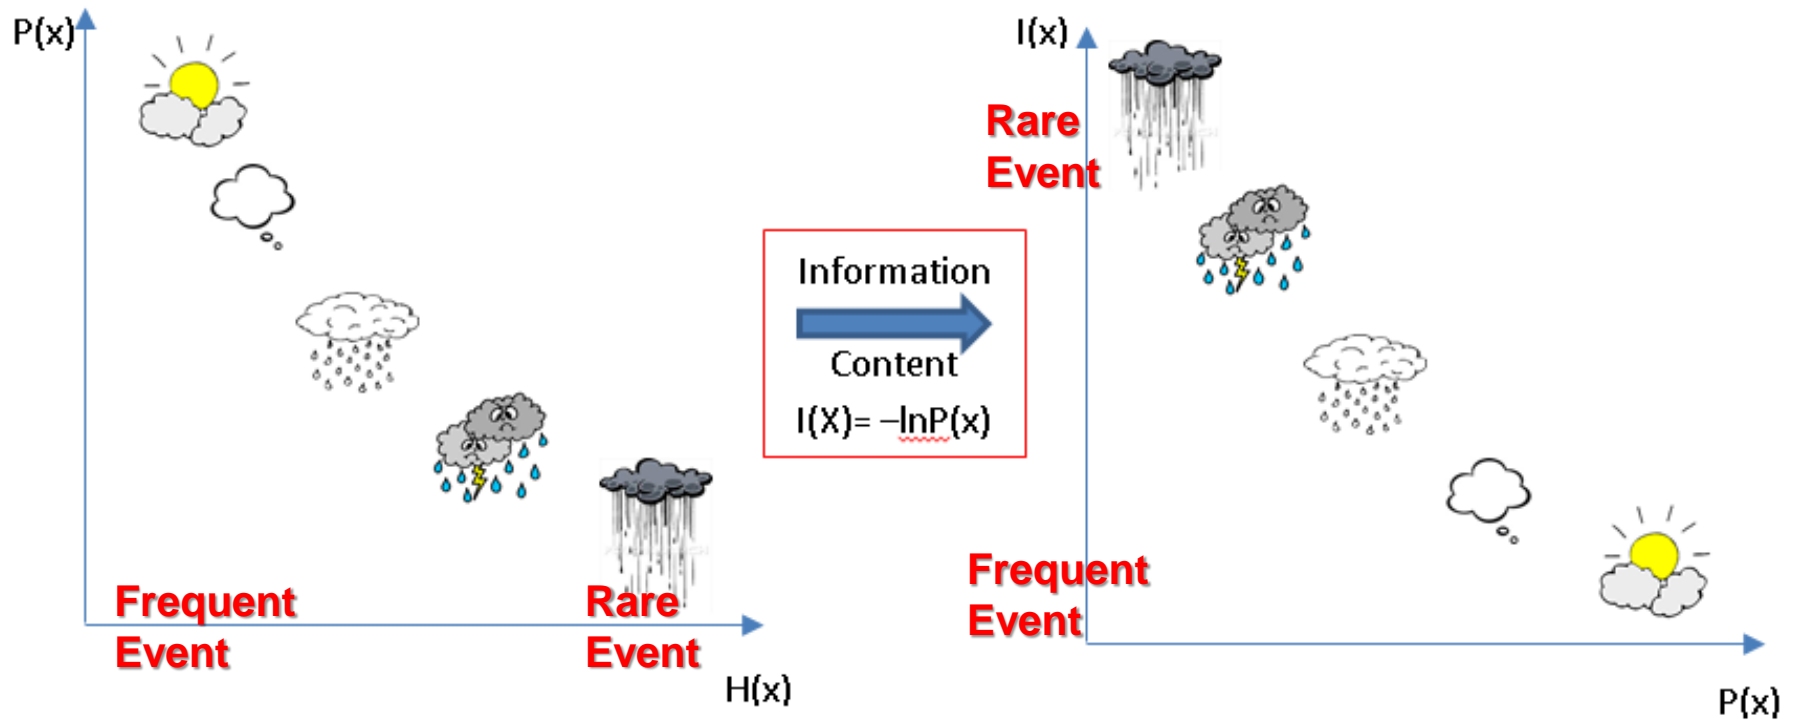 P(x)
Frequent
Event
Rare
Event
H(x)
Information
Content
I(X)= –lnP(x)
I(x)
Rare
Event
Frequent
Event
P(x)